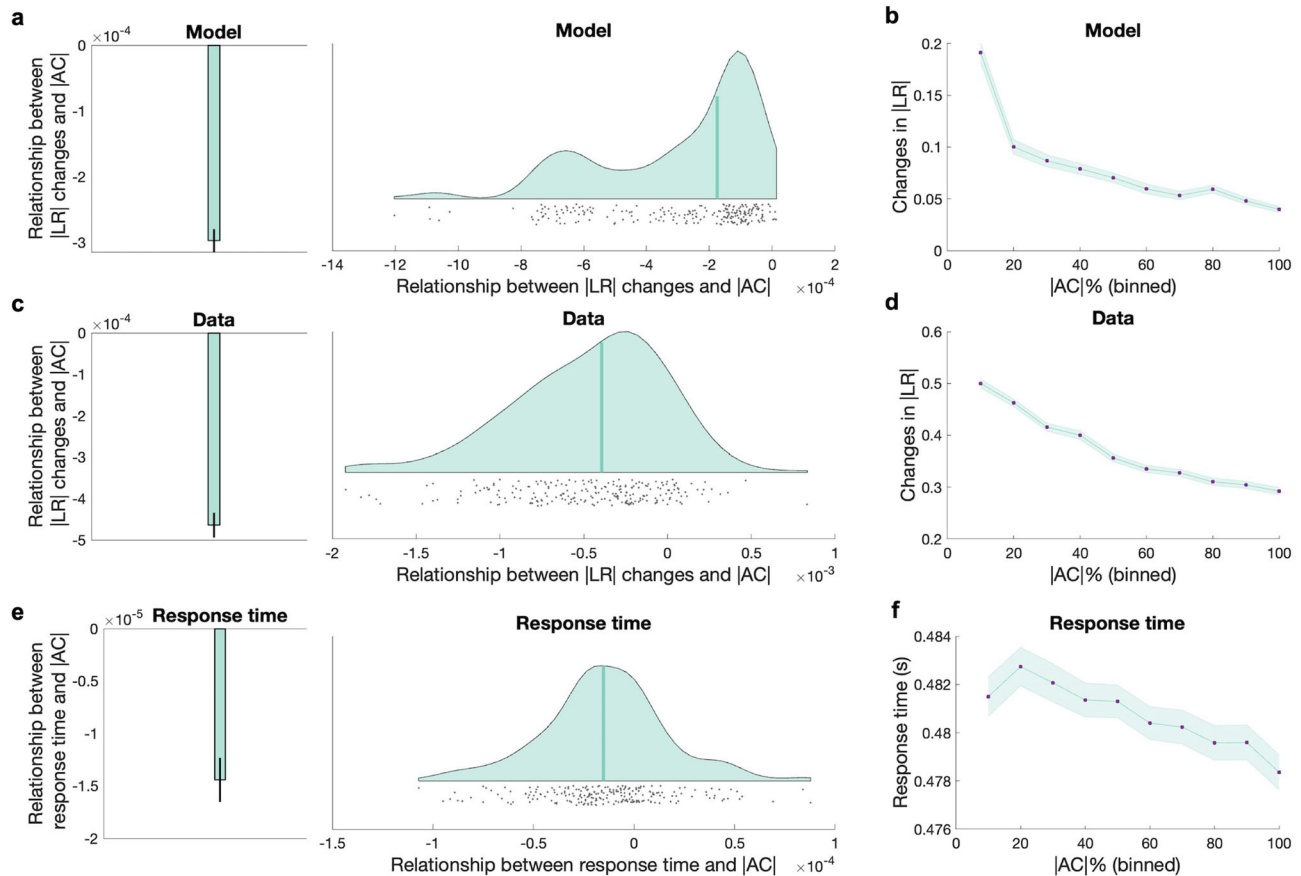 a
Model
×10⁻⁴
0
-1
-2
-3
Relationship between
|LR| changes and |AC|
Model
-14 -12 -10 -8 -6 -4 -2 0 2
Relationship between |LR| changes and |AC| ×10⁻⁴
b
Model
0.2
0.15
0.1
0.05
0
Changes in |LR|
0 20 40 60 80 100
|AC|% (binned)
c
Data
×10⁻⁴
0
-1
-2
-3
-4
-5
Relationship between
|LR| changes and |AC|
Data
-2 -1.5 -1 -0.5 0 0.5 1
Relationship between |LR| changes and |AC| ×10⁻³
d
Data
0.6
0.5
0.4
0.3
0.2
Changes in |LR|
0 20 40 60 80 100
|AC|% (binned)
e
Response time
×10⁻⁵
0
-0.5
-1
-1.5
-2
Relationship between
response time and |AC|
Response time
-1.5 -1 -0.5 0 0.5 1
Relationship between response time and |AC| ×10⁻⁴
f
Response time
0.484
0.482
0.48
0.478
0.476
Response time (s)
0 20 40 60 80 100
|AC|% (binned)